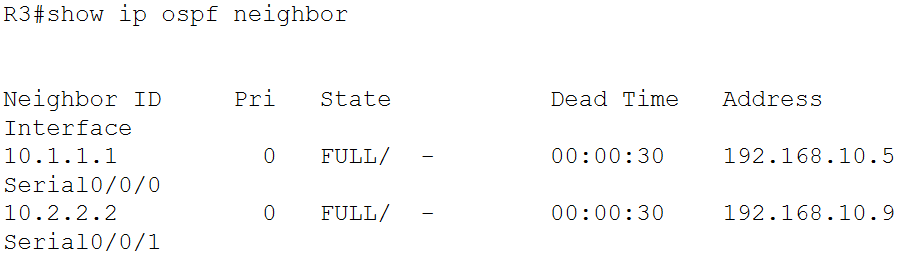 R3#show ip ospf neighbor
Neighbor ID     Pri   State           Dead Time   Address
Interface
10.1.1.1          0   FULL/  -        00:00:30    192.168.10.5
Serial0/0/0
10.2.2.2          0   FULL/  -        00:00:30    192.168.10.9
Serial0/0/1